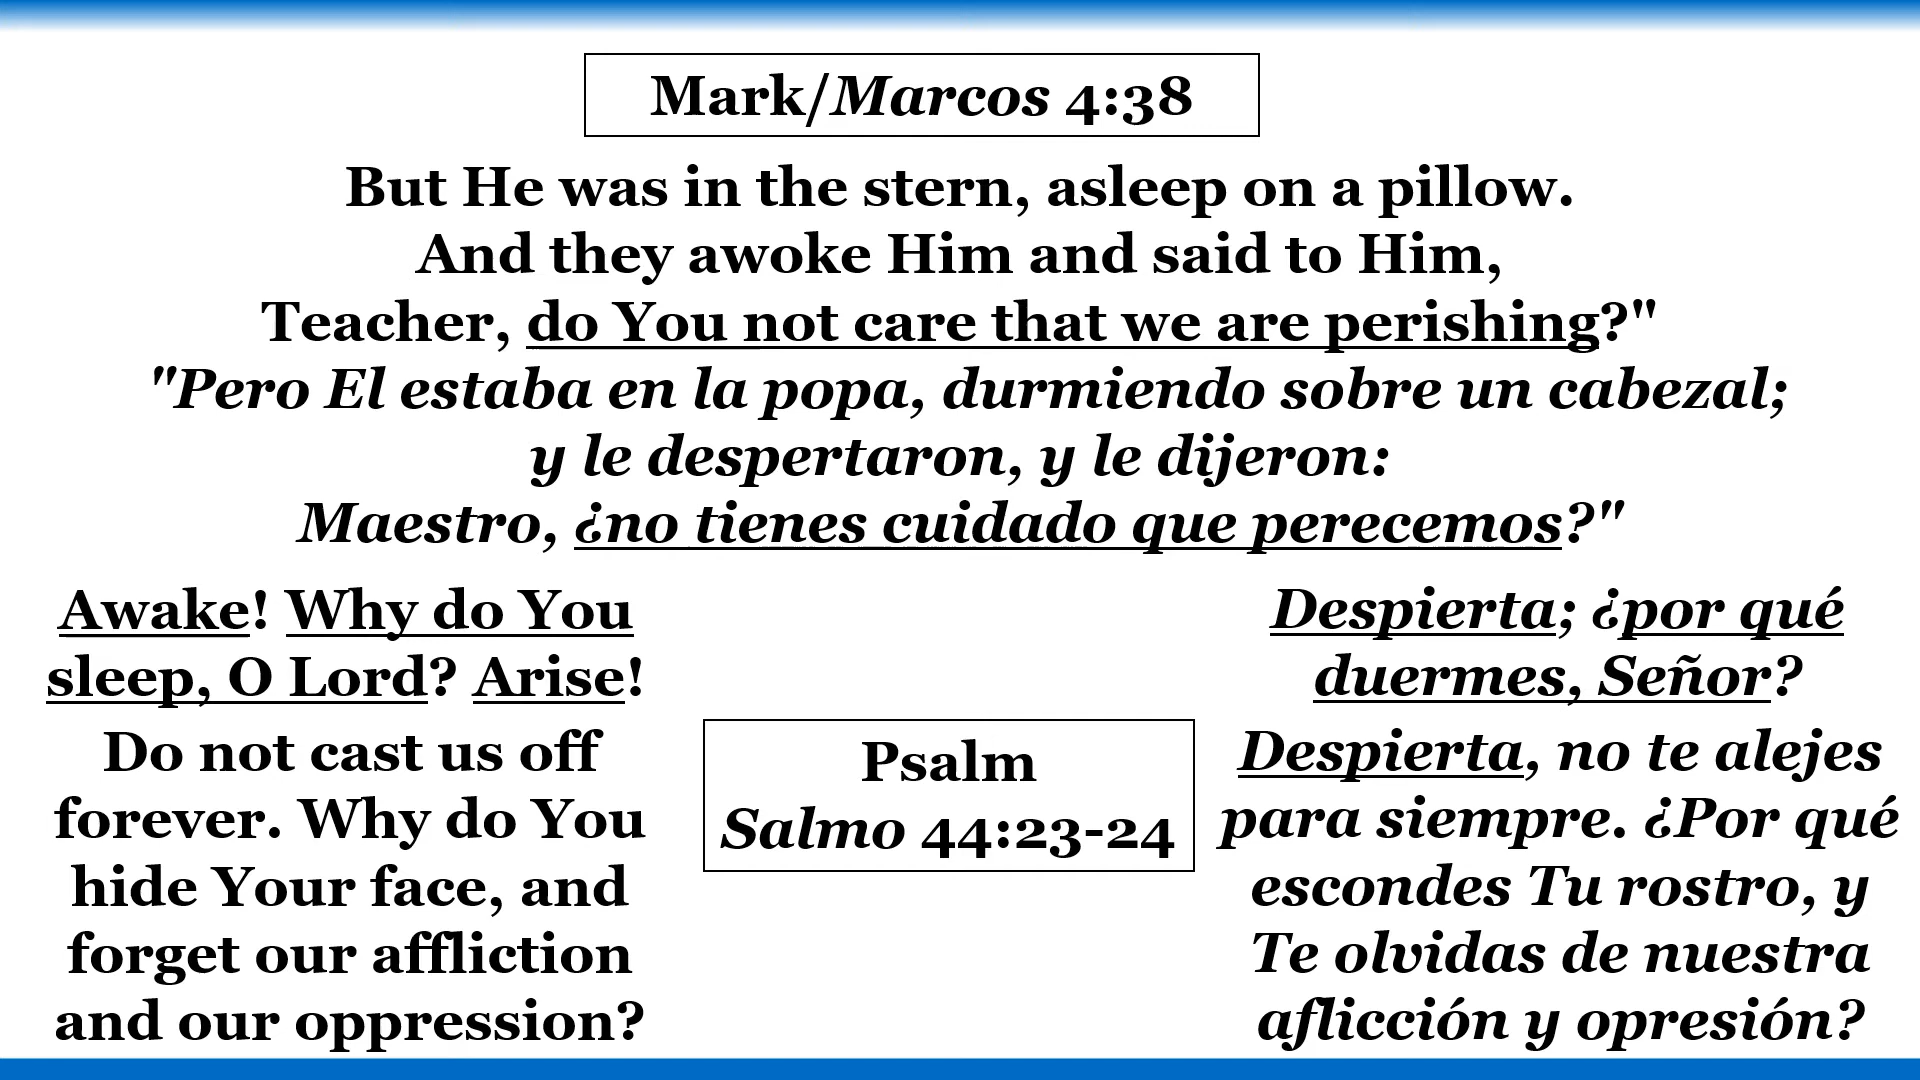 Mark/Marcos 4:38
But He was in the stern, asleep on a pillow.
And they awoke Him and said to Him,
Teacher, do You not care that we are perishing?"
"Pero El estaba en la popa, durmiendo sobre un cabezal;
y le despertaron, y le dijeron:
Maestro, ¿no tienes cuidado que perecemos?"
Awake! Why do You
sleep, O Lord? Arise!
Do not cast us off
forever. Why do You
hide Your face, and
forget our affliction
and our oppression?
Psalm
Salmo 44:23-24
Despierta; ¿por qué
duermes, Señor?
Despierta, no te alejes
para siempre. ¿Por qué
escondes Tu rostro, y
Te olvidas de nuestra
aflicción y opresión?